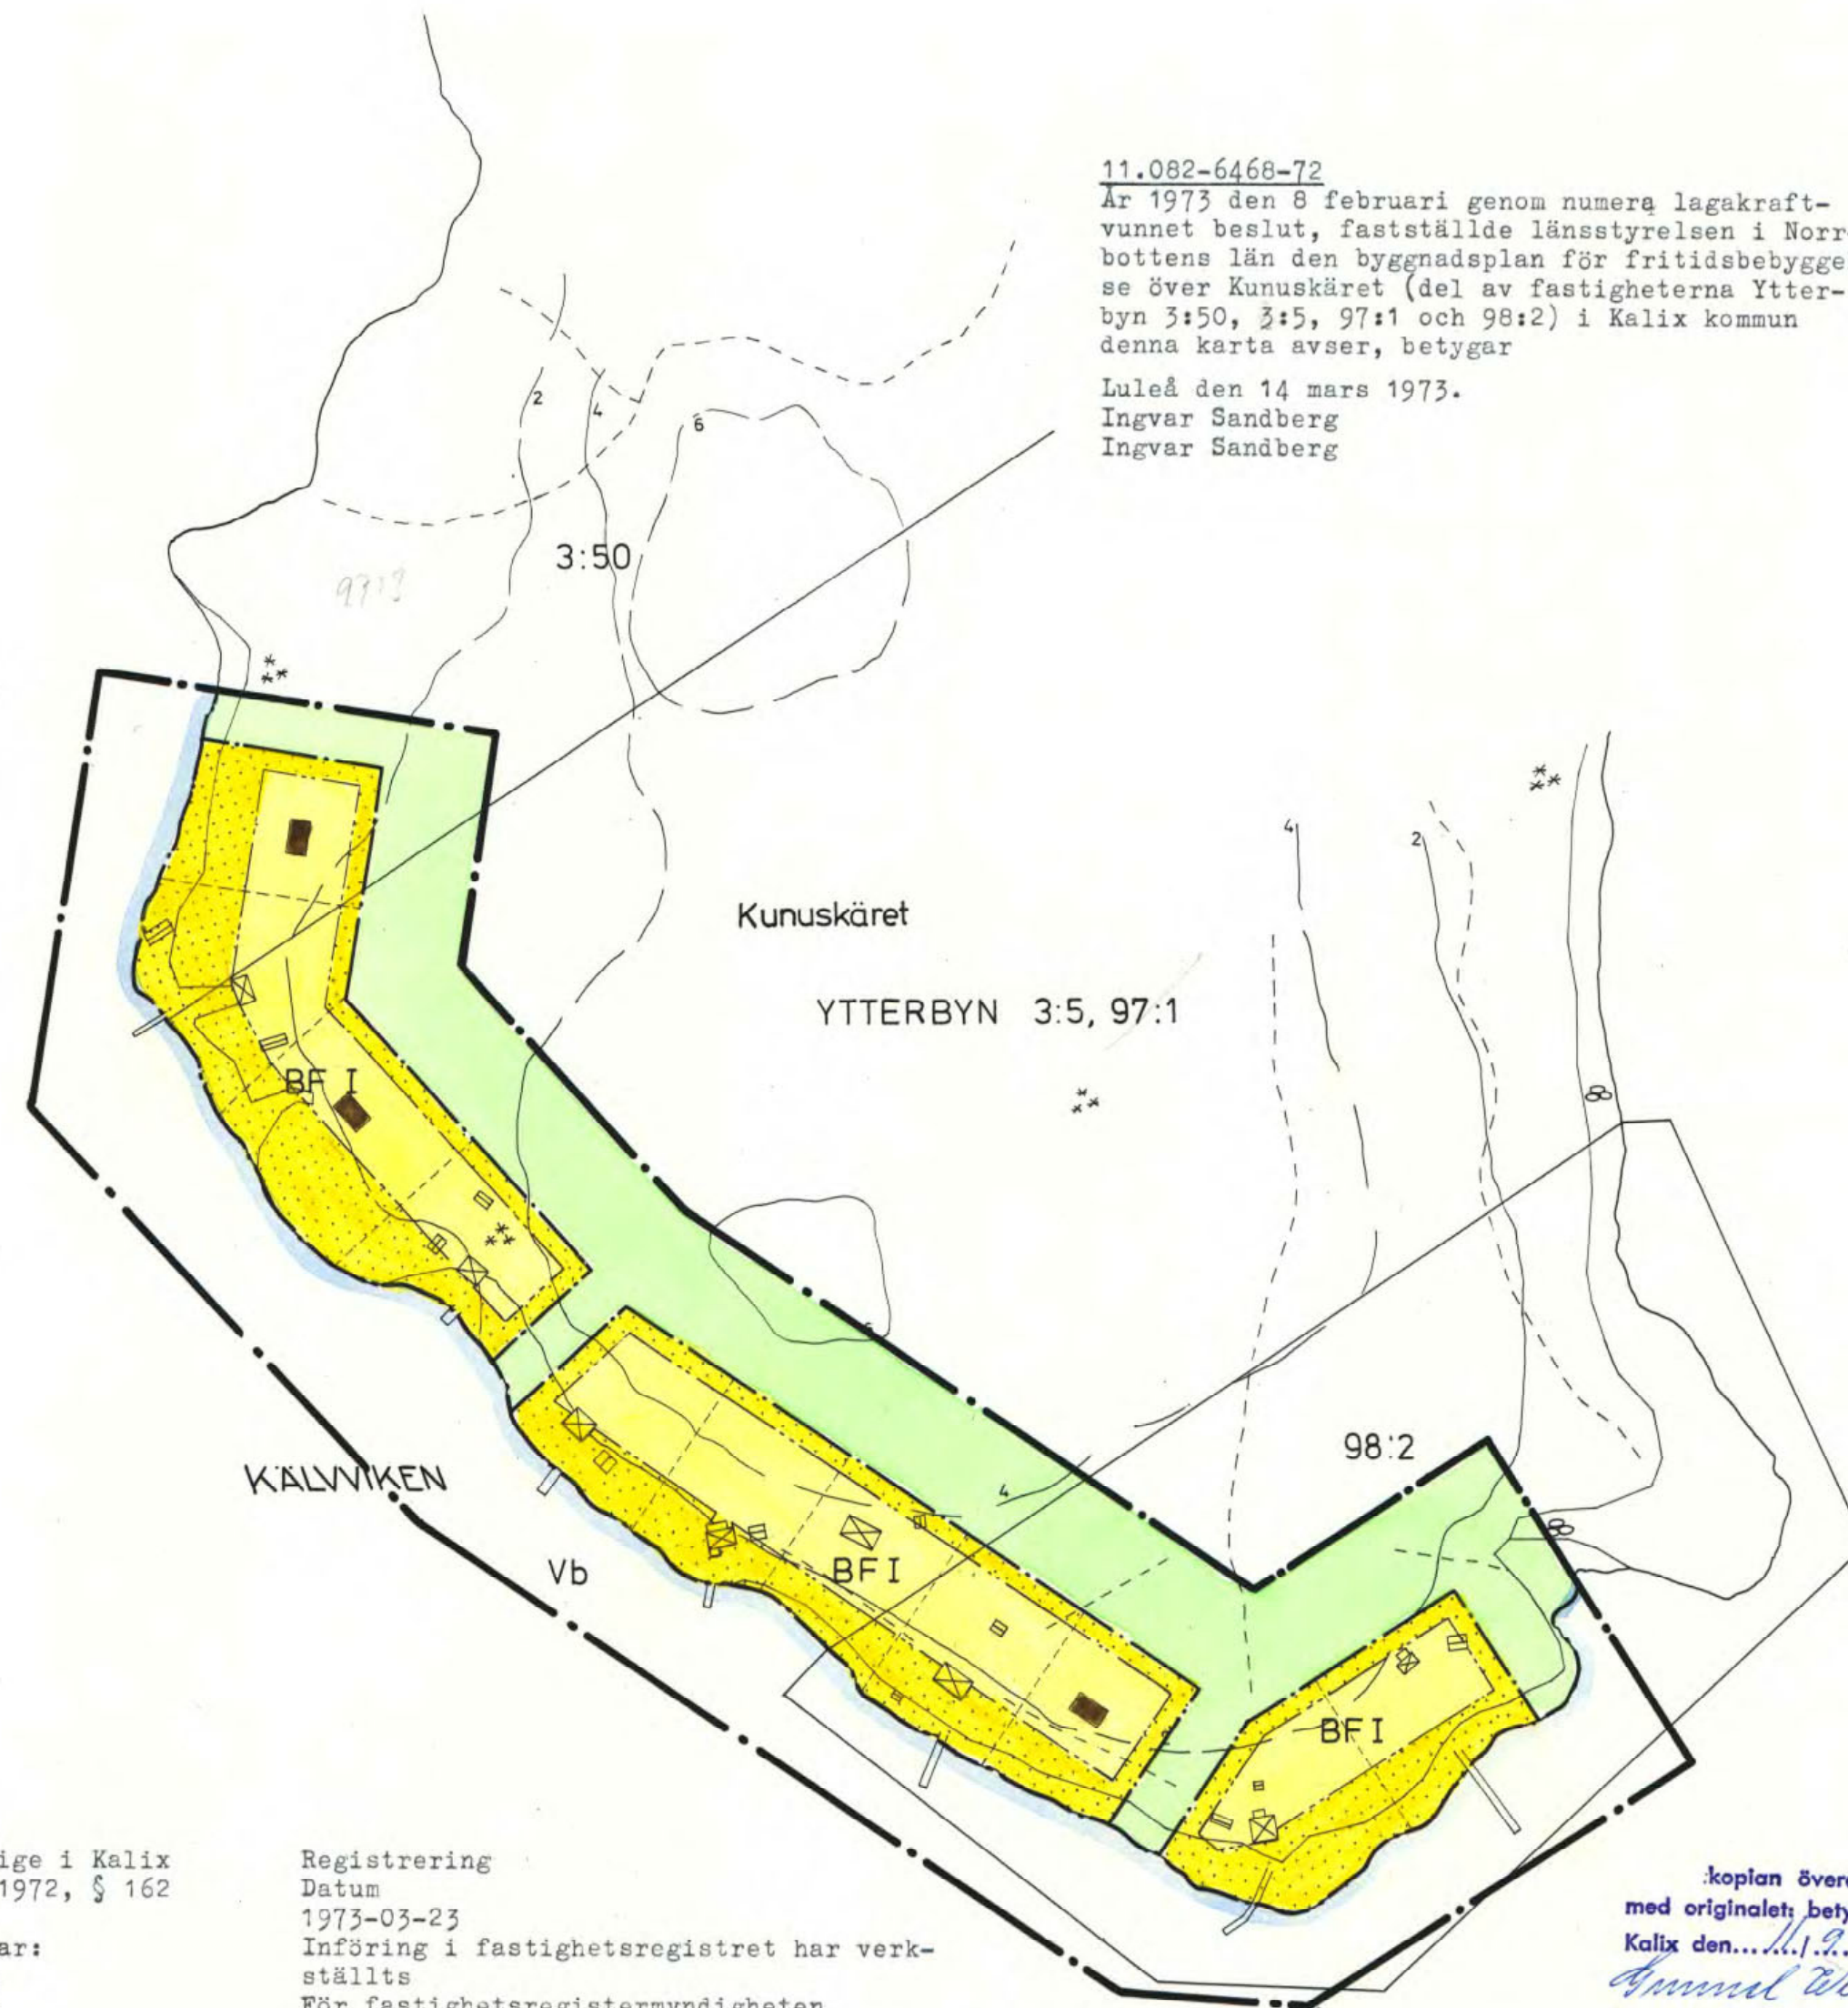 11.082-6468-72
År 1973 den 8 februari genom numera lagakraft-
vunnet beslut, fastställde länsstyrelsen i Norr-
bottens län den byggnadsplan för fritidsbebygge
se över Kunuskäret (del av fastigheterna Ytter-
byn 3:50, 3:5, 97:1 och 98:2) i Kalix kommun
denna karta avser, betygar
Luleå den 14 mars 1973.
Ingvar Sandberg
Ingvar Sandberg
2
4
6
3:50
4
2
Kunuskäret
YTTERBYN 3:5, 97:1
BF I
98:2
KÄLVVIKEN
4
Vb
BF I
BF I
ige i Kalix
1972, § 162
ar:
Registrering
Datum
1973-03-23
Införing i fastighetsregistret har verk-
ställts
För fastighetsregistermyndigheten
kopian över
med originalet; bety
Kalix den